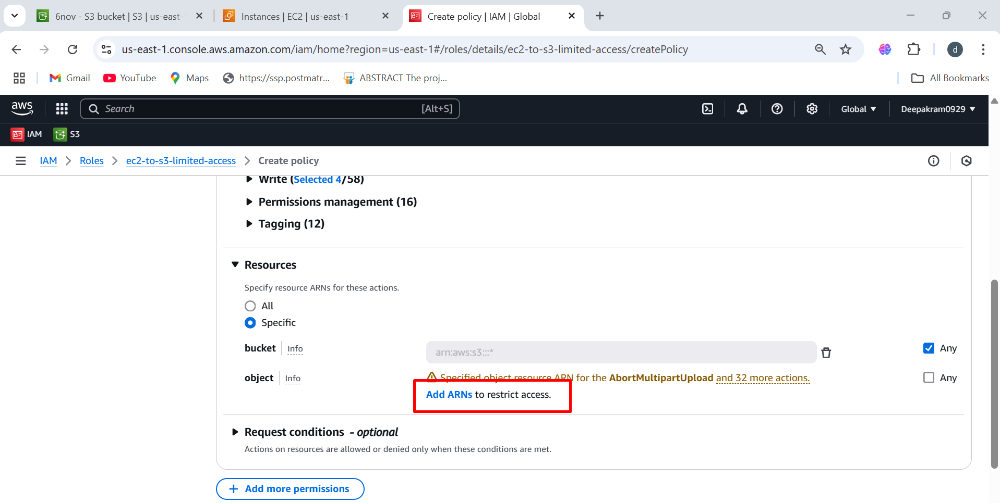 6nov - S3 bucket | S3 | us-east-
Instances | EC2 | us-east-1
Create policy | IAM | Global
us-east-1.console.aws.amazon.com/iam/home?region=us-east-1#/roles/details/ec2-to-s3-limited-access/createPolicy
d
Gmail
YouTube
Maps
https://ssp.postmatr...
ABSTRACT The proj...
All Bookmarks
aws
Search
[Alt+S]
Global
Deepakram0929
IAM
S3
IAM
Roles
ec2-to-s3-limited-access
Create policy
Write (Selected 4/58)
Permissions management (16)
Tagging (12)
Resources
Specify resource ARNs for these actions.
All
Specific
bucket
Info
arn:aws:s3:::*
Any
object
Info
Specified object resource ARN for the AbortMultipartUpload and 32 more actions.
Any
Add ARNs to restrict access.
Request conditions - optional
Actions on resources are allowed or denied only when these conditions are met.
Add more permissions